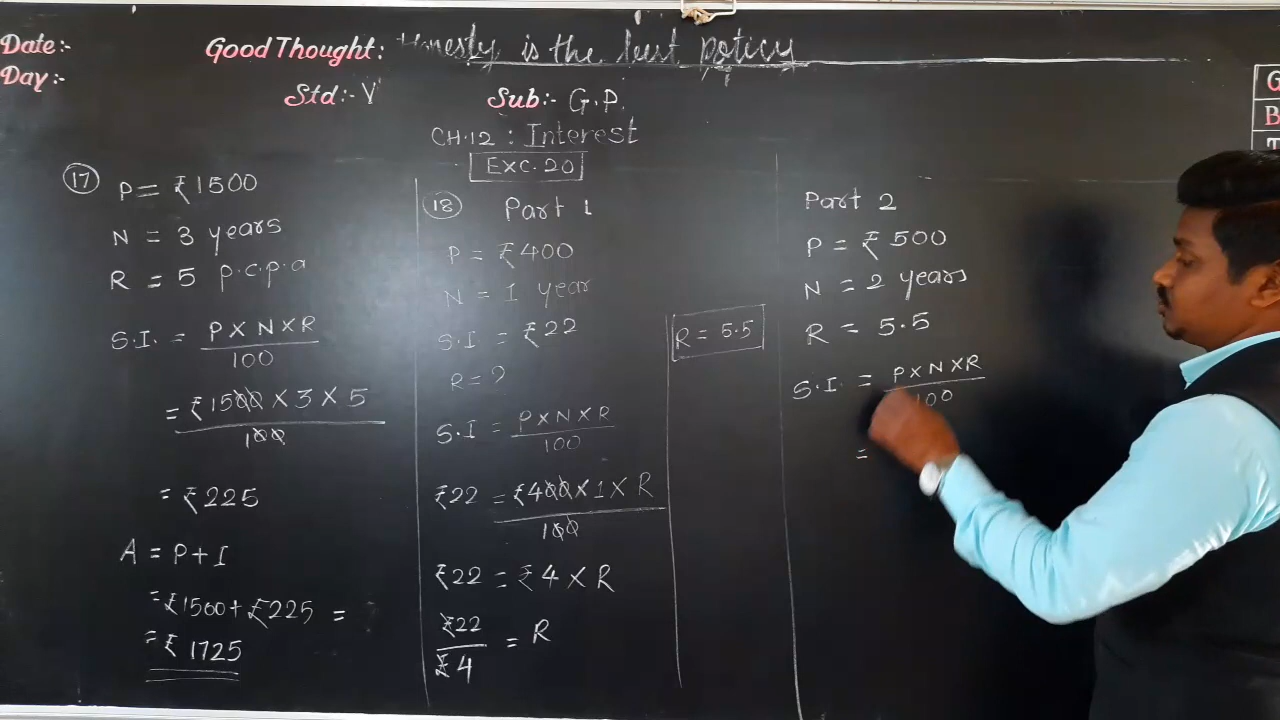 Date:-
Day:-
Good Thought: Honesty is the best policy
Std:- V
Sub:- G.P.
CH.12 : Interest
Exc. 20
17
P = ₹1500
N = 3 years
R = 5 p.c.p.a
S.I. = P X N X R
100
= ₹1500 X 3 X 5
100
= ₹225
A = P + I
= ₹1500 + ₹225 =
= ₹ 1725
18 Part 1
P = ₹400
N = 1 year
S.I. = ₹22
R = ?
S.I = P X N X R
100
₹22 = ₹400 X 1 X R
100
₹22 = ₹4 X R
₹22
₹4
= R
R = 5.5
Part 2
P = ₹500
N = 2 years
R = 5.5
S.I. = P X N X R
100
=
G
B
T